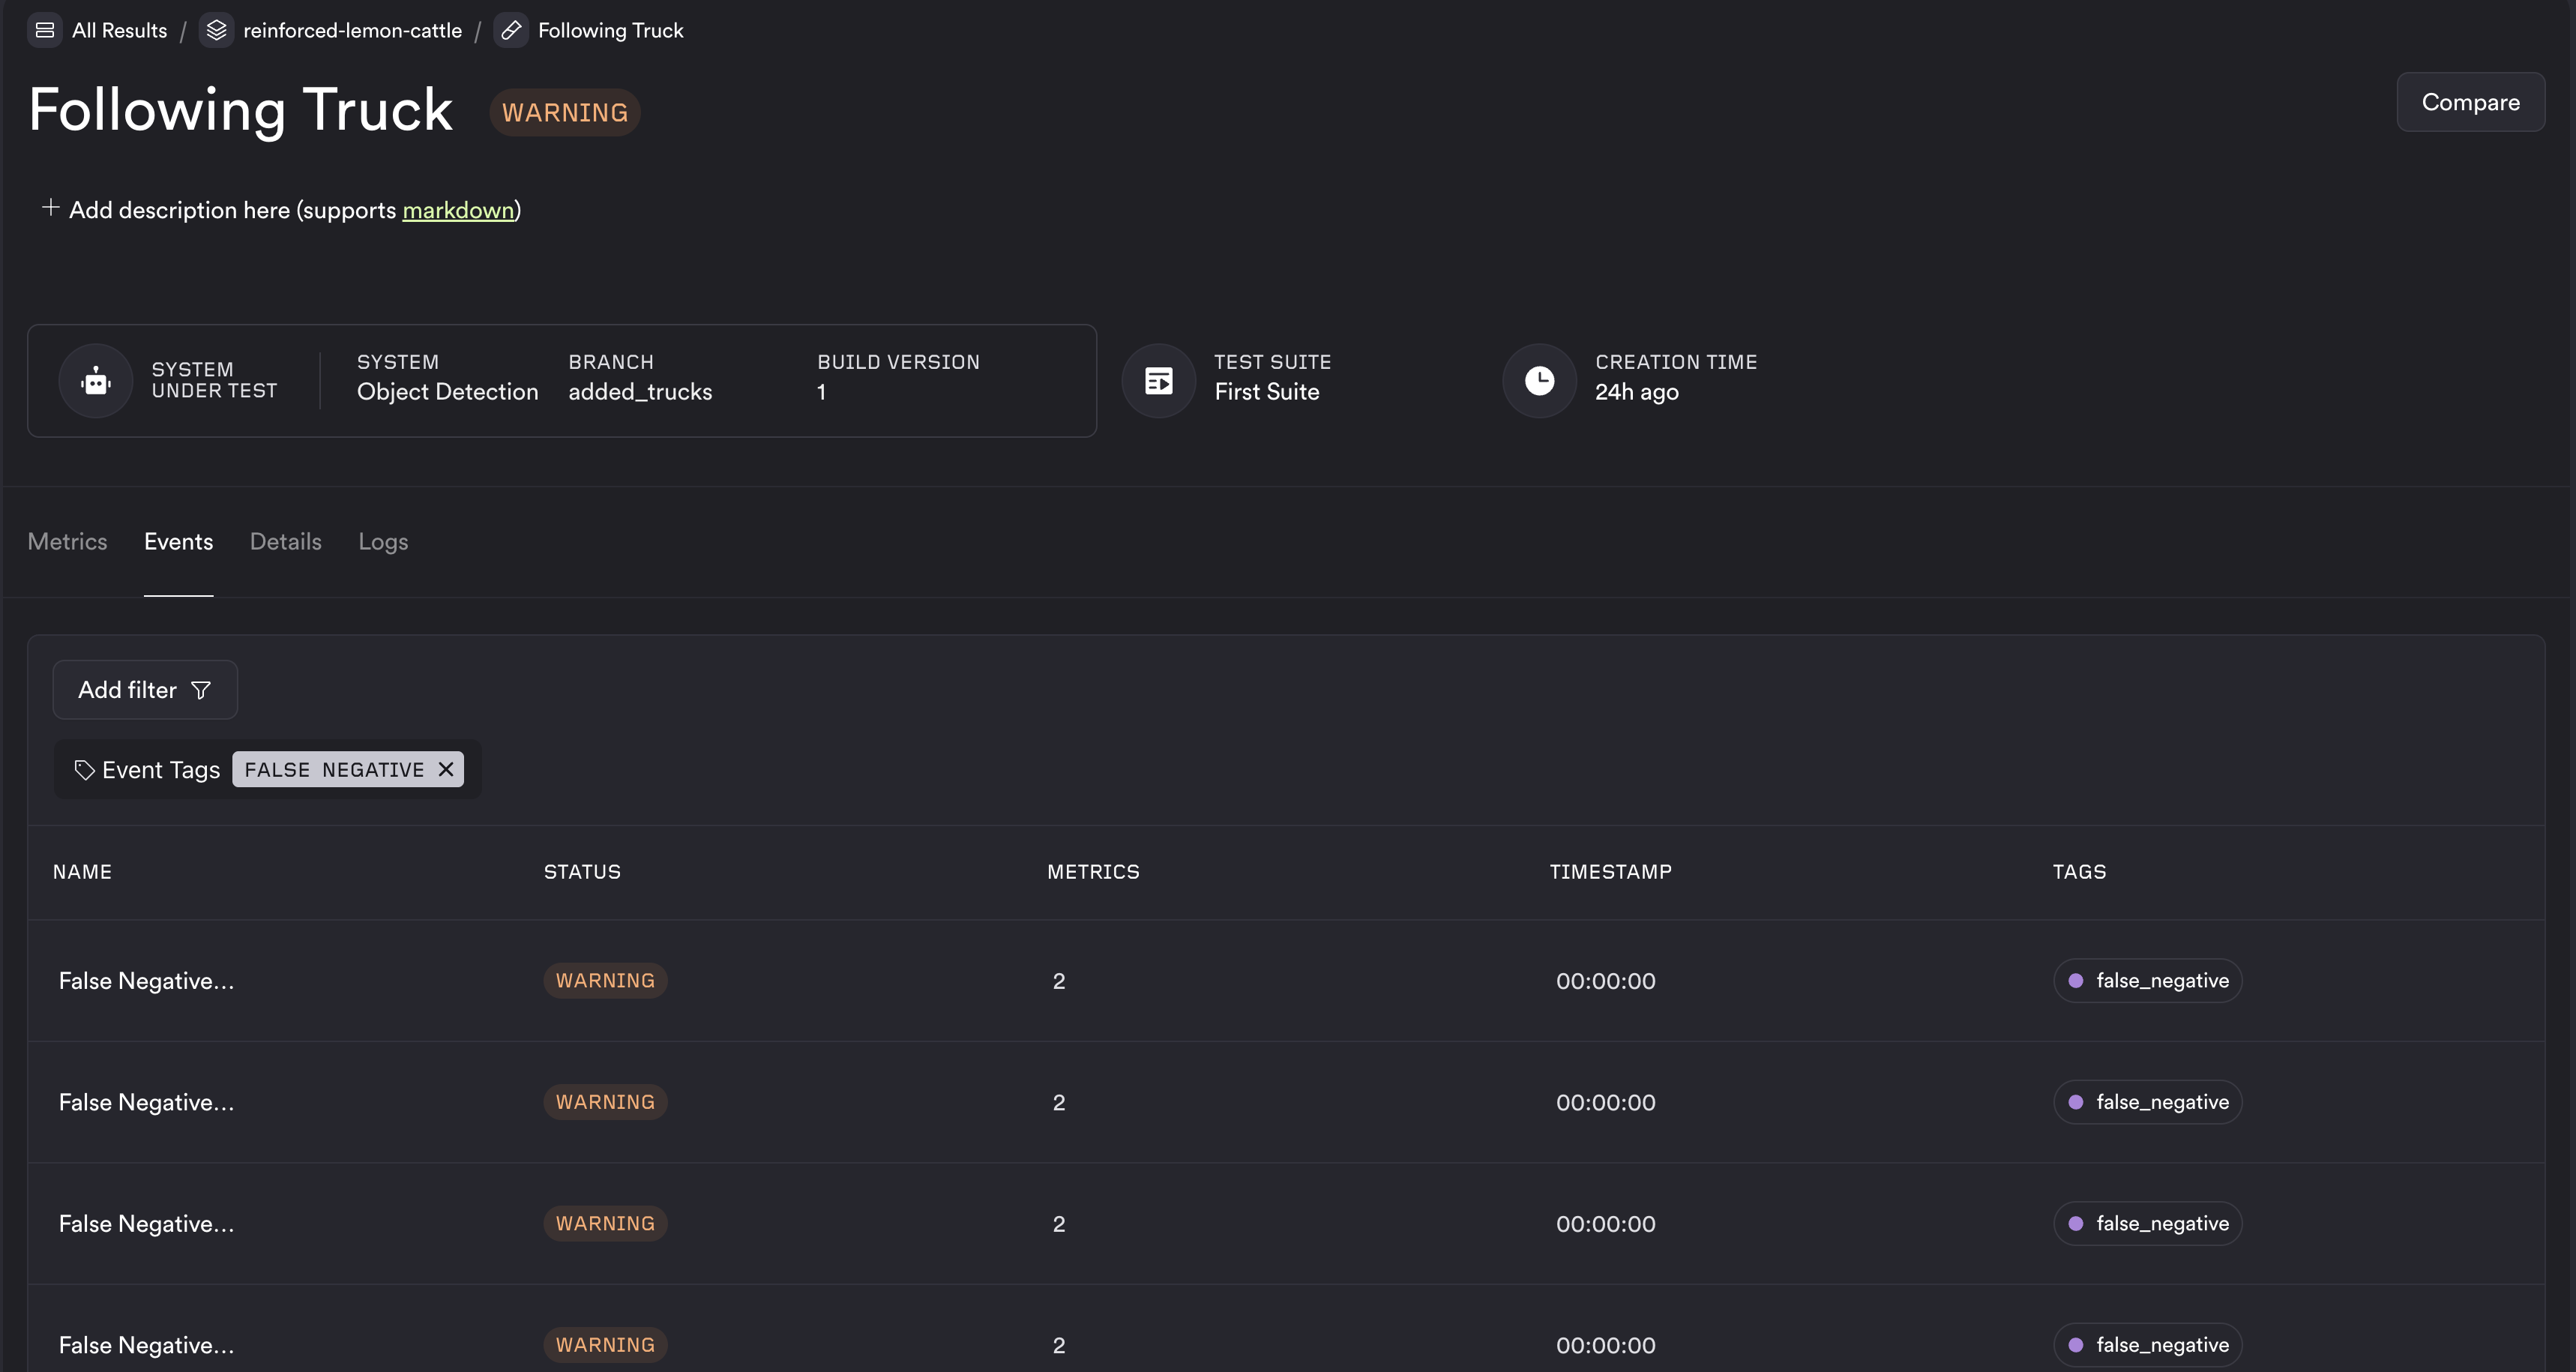 All Results / reinforced-lemon-cattle / Following Truck
Following Truck WARNING
Compare
+ Add description here (supports markdown)
SYSTEM UNDER TEST
SYSTEM
Object Detection
BRANCH
added_trucks
BUILD VERSION
1
TEST SUITE
First Suite
CREATION TIME
24h ago
Metrics Events Details Logs
Add filter
Event Tags FALSE NEGATIVE
NAME STATUS METRICS TIMESTAMP TAGS
False Negative... WARNING 2 00:00:00 false_negative
False Negative... WARNING 2 00:00:00 false_negative
False Negative... WARNING 2 00:00:00 false_negative
False Negative... WARNING 2 00:00:00 false_negative